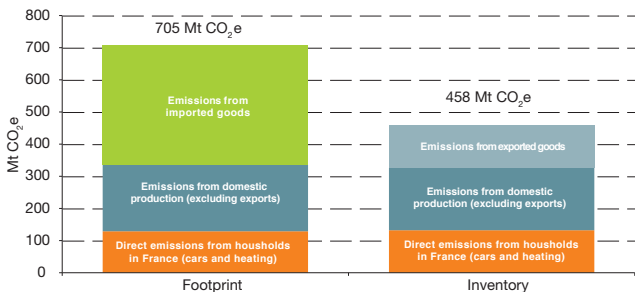 Mt CO2e
800
700
600
500
400
300
200
100
0
705 Mt CO2e
Emissions from
imported goods
Emissions from domestic
production (excluding exports)
Direct emissions from housholds
in France (cars and heating)
Footprint
458 Mt CO2e
Emissions from exported goods
Emissions from domestic
production (excluding exports)
Direct emissions from housholds
in France (cars and heating)
Inventory